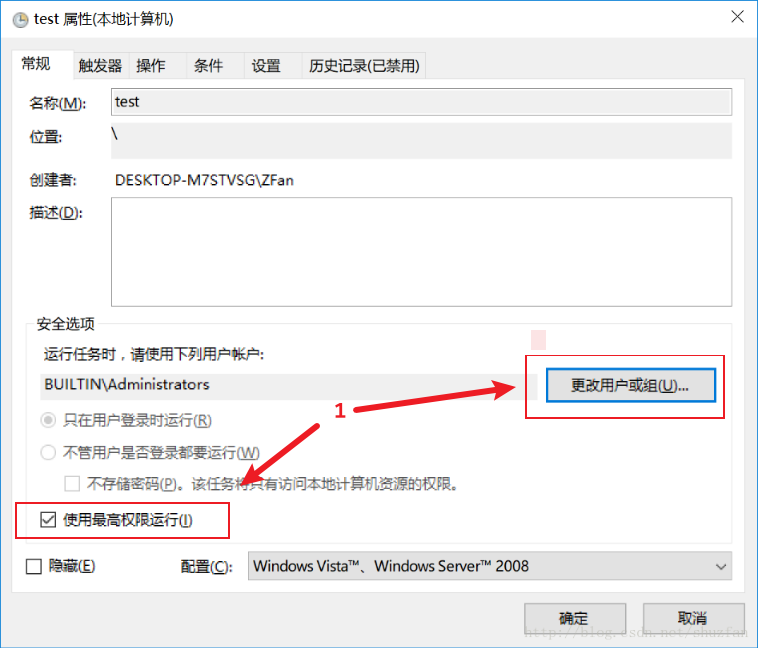 test 属性(本地计算机)
常规 触发器 操作 条件 设置 历史记录(已禁用)
名称(M): test
位置: \
创建者: DESKTOP-M7STVSG\ZFan
描述(D):
安全选项
运行任务时，请使用下列用户帐户:
BUILTIN\Administrators 更改用户或组(U)...
1
只在用户登录时运行(R)
不管用户是否登录都要运行(W)
不存储密码(P)。该任务将只有访问本地计算机资源的权限。
使用最高权限运行(I)
隐藏(E) 配置(C): Windows Vista™、Windows Server™ 2008
确定 取消
http://blog.csdn.net/shuzfan